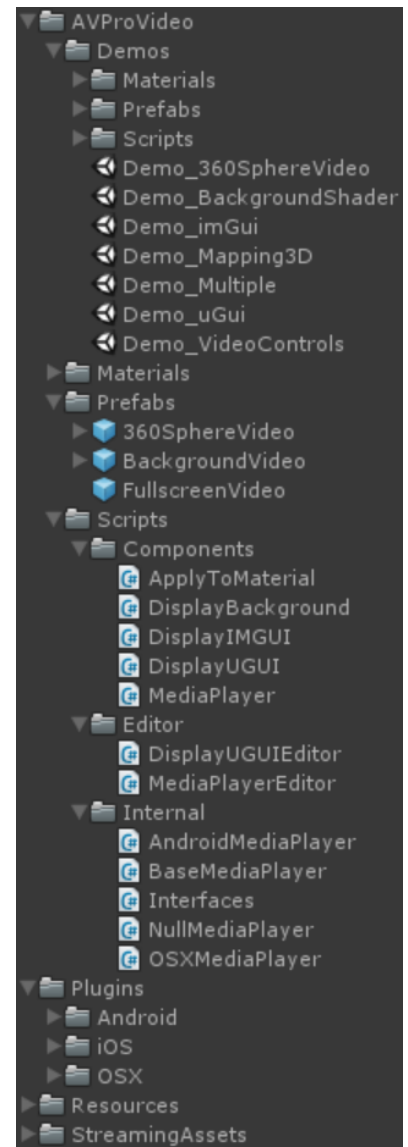 AVProVideo
Demos
Materials
Prefabs
Scripts
Demo_360SphereVideo
Demo_BackgroundShader
Demo_imGui
Demo_Mapping3D
Demo_Multiple
Demo_uGui
Demo_VideoControls
Materials
Prefabs
360SphereVideo
BackgroundVideo
FullscreenVideo
Scripts
Components
ApplyToMaterial
DisplayBackground
DisplayIMGUI
DisplayUGUI
MediaPlayer
Editor
DisplayUGUIEditor
MediaPlayerEditor
Internal
AndroidMediaPlayer
BaseMediaPlayer
Interfaces
NullMediaPlayer
OSXMediaPlayer
Plugins
Android
iOS
OSX
Resources
StreamingAssets